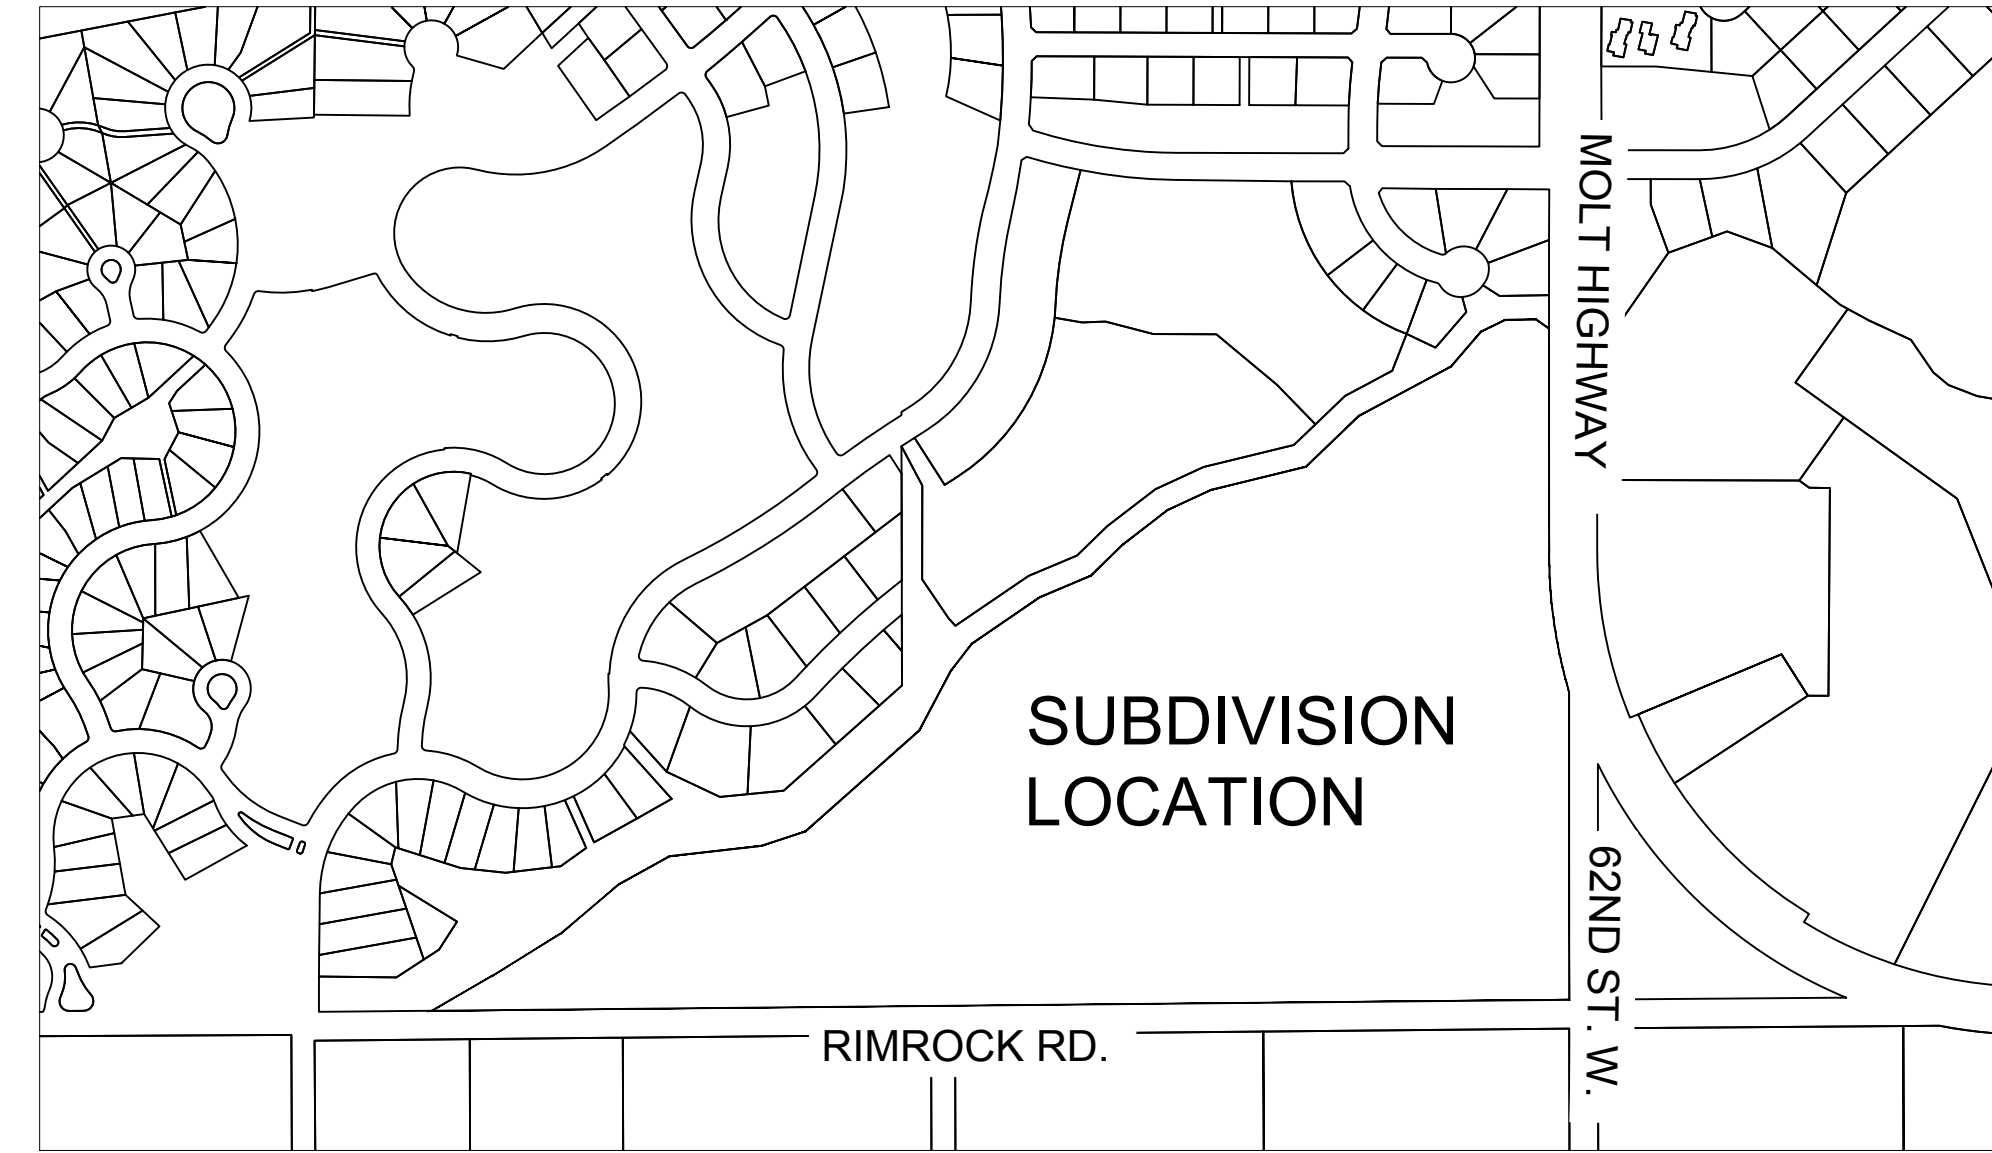 MOLT HIGHWAY
SUBDIVISION
LOCATION
62ND ST. W.
RIMROCK RD.